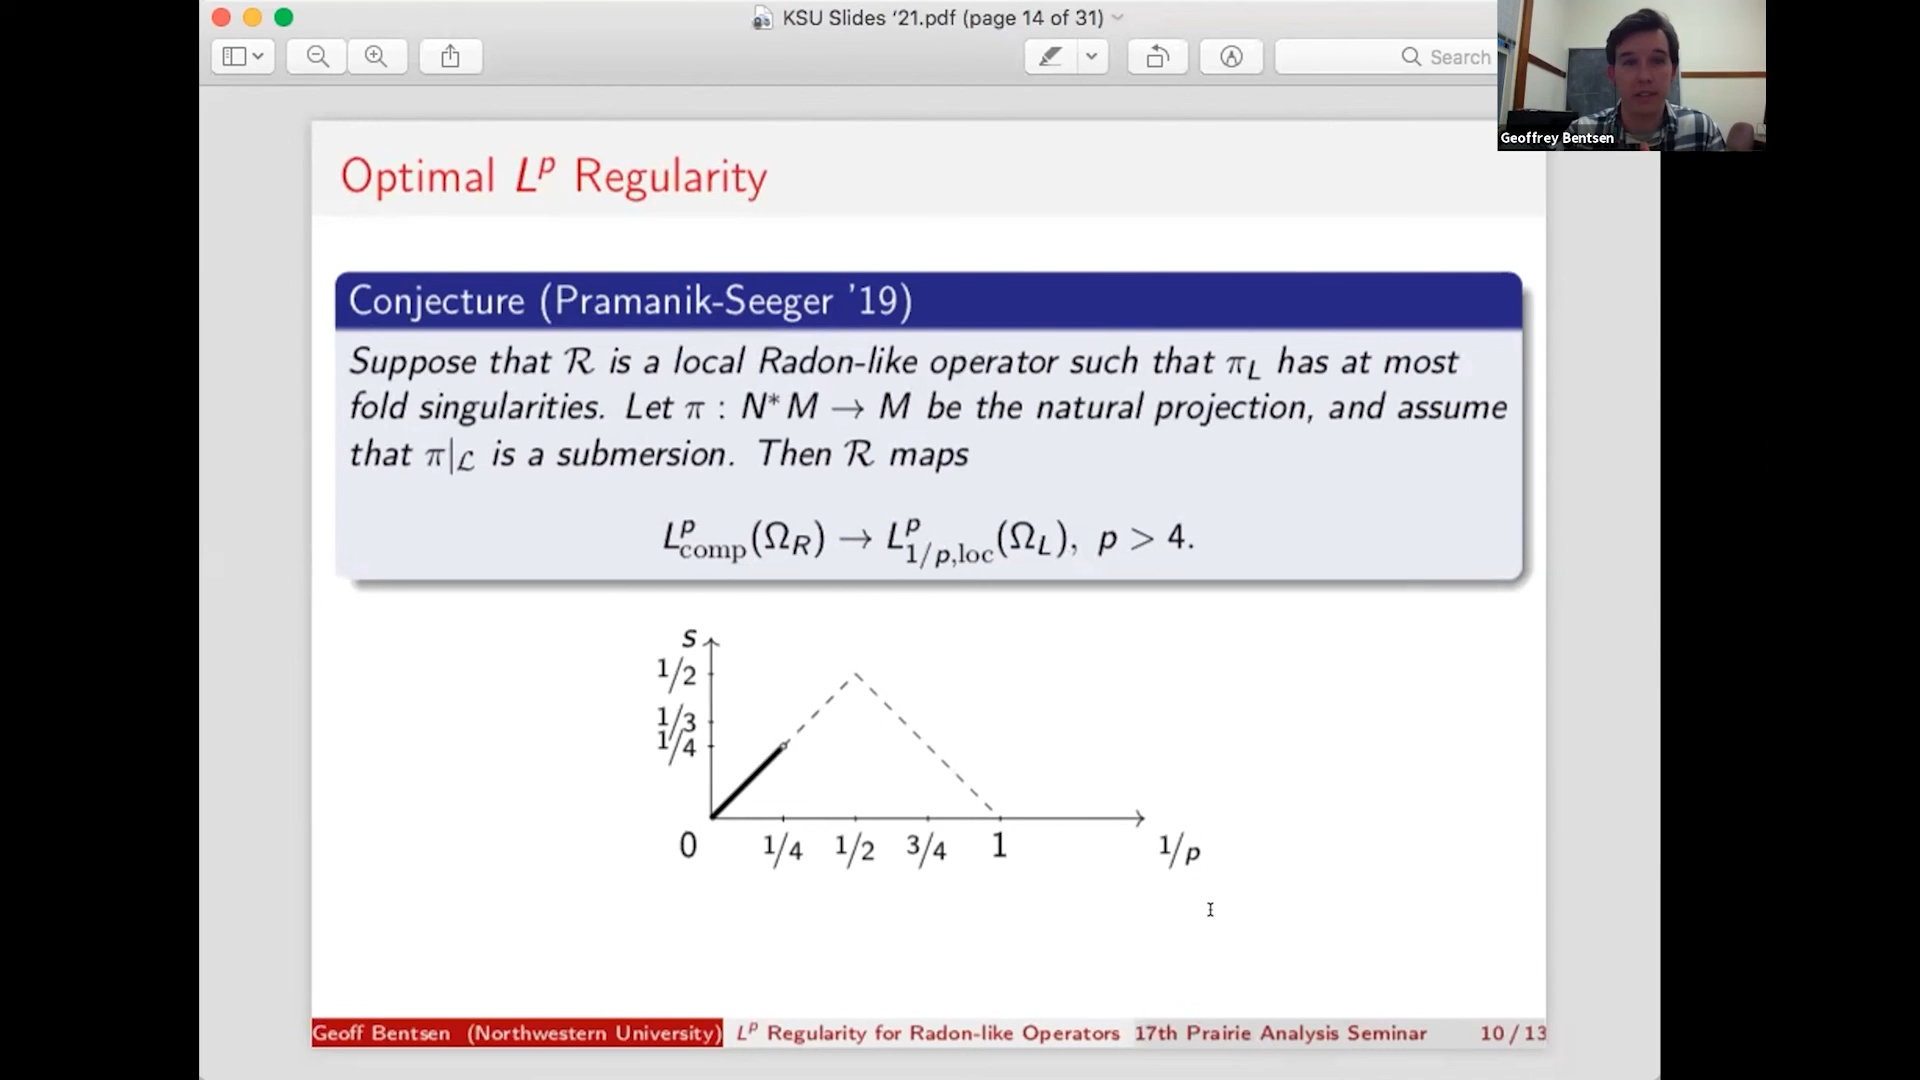 KSU Slides '21.pdf (page 14 of 31)
Search
Geoffrey Bentsen
Optimal Lᵖ Regularity
Conjecture (Pramanik-Seeger '19)
Suppose that ℛ is a local Radon-like operator such that π_L has at most
fold singularities. Let π : N*M → M be the natural projection, and assume
that π|_ℒ is a submersion. Then ℛ maps
L^p_comp(Ω_R) → L^p_{1/p,loc}(Ω_L), p > 4.
s
1/2
1/3
1/4
0 1/4 1/2 3/4 1 1/p
Geoff Bentsen (Northwestern University) Lᵖ Regularity for Radon-like Operators 17th Prairie Analysis Seminar 10 / 13